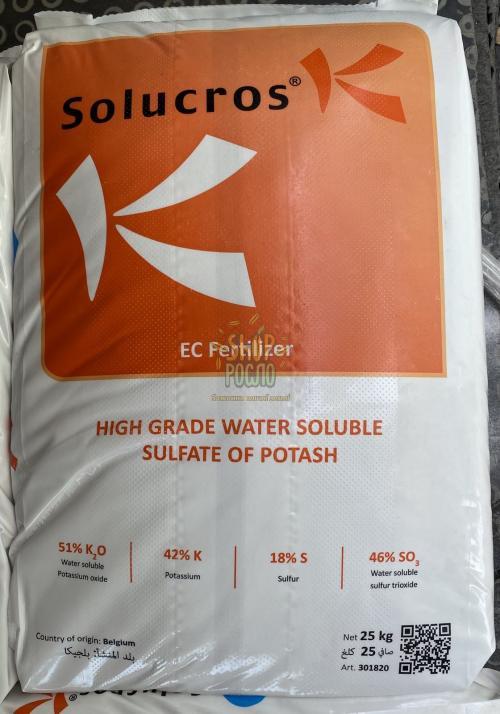 Solucros®
EC Fertilizer
SHOP
РОСЛО
HIGH GRADE WATER SOLUBLE
SULFATE OF POTASH
51% K₂O
Water soluble
Potassium oxide
42% K
Potassium
18% S
Sulfur
46% SO₃
Water soluble
sulfur trioxide
Country of origin: Belgium
بلد المنشأ: بلجيكا
Net 25 kg
صافي 25 كلغ
Art. 301820